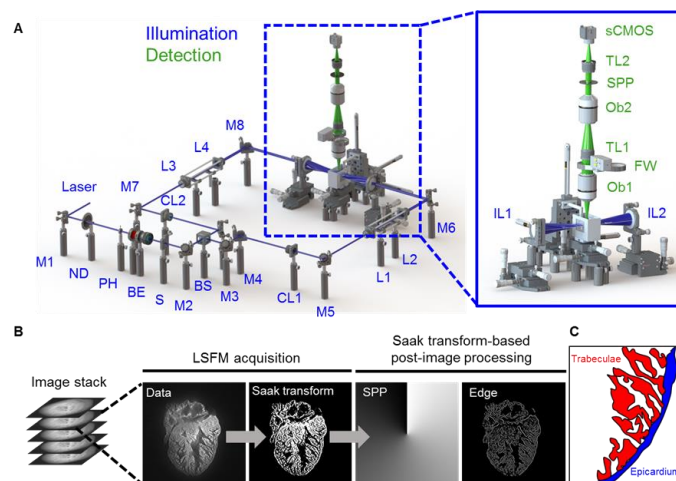 A
Illumination
Detection
M8
L4
L3
Laser
M7
CL2
M1
ND
PH
BE
S
M2
BS
M3
M4
CL1
M5
L1
L2
M6
sCMOS
TL2
SPP
Ob2
TL1
FW
Ob1
IL1
IL2
B
LSFM acquisition
Saak transform-based
post-image processing
C
Image stack
Data
Saak transform
SPP
Edge
Trabeculae
Epicardium